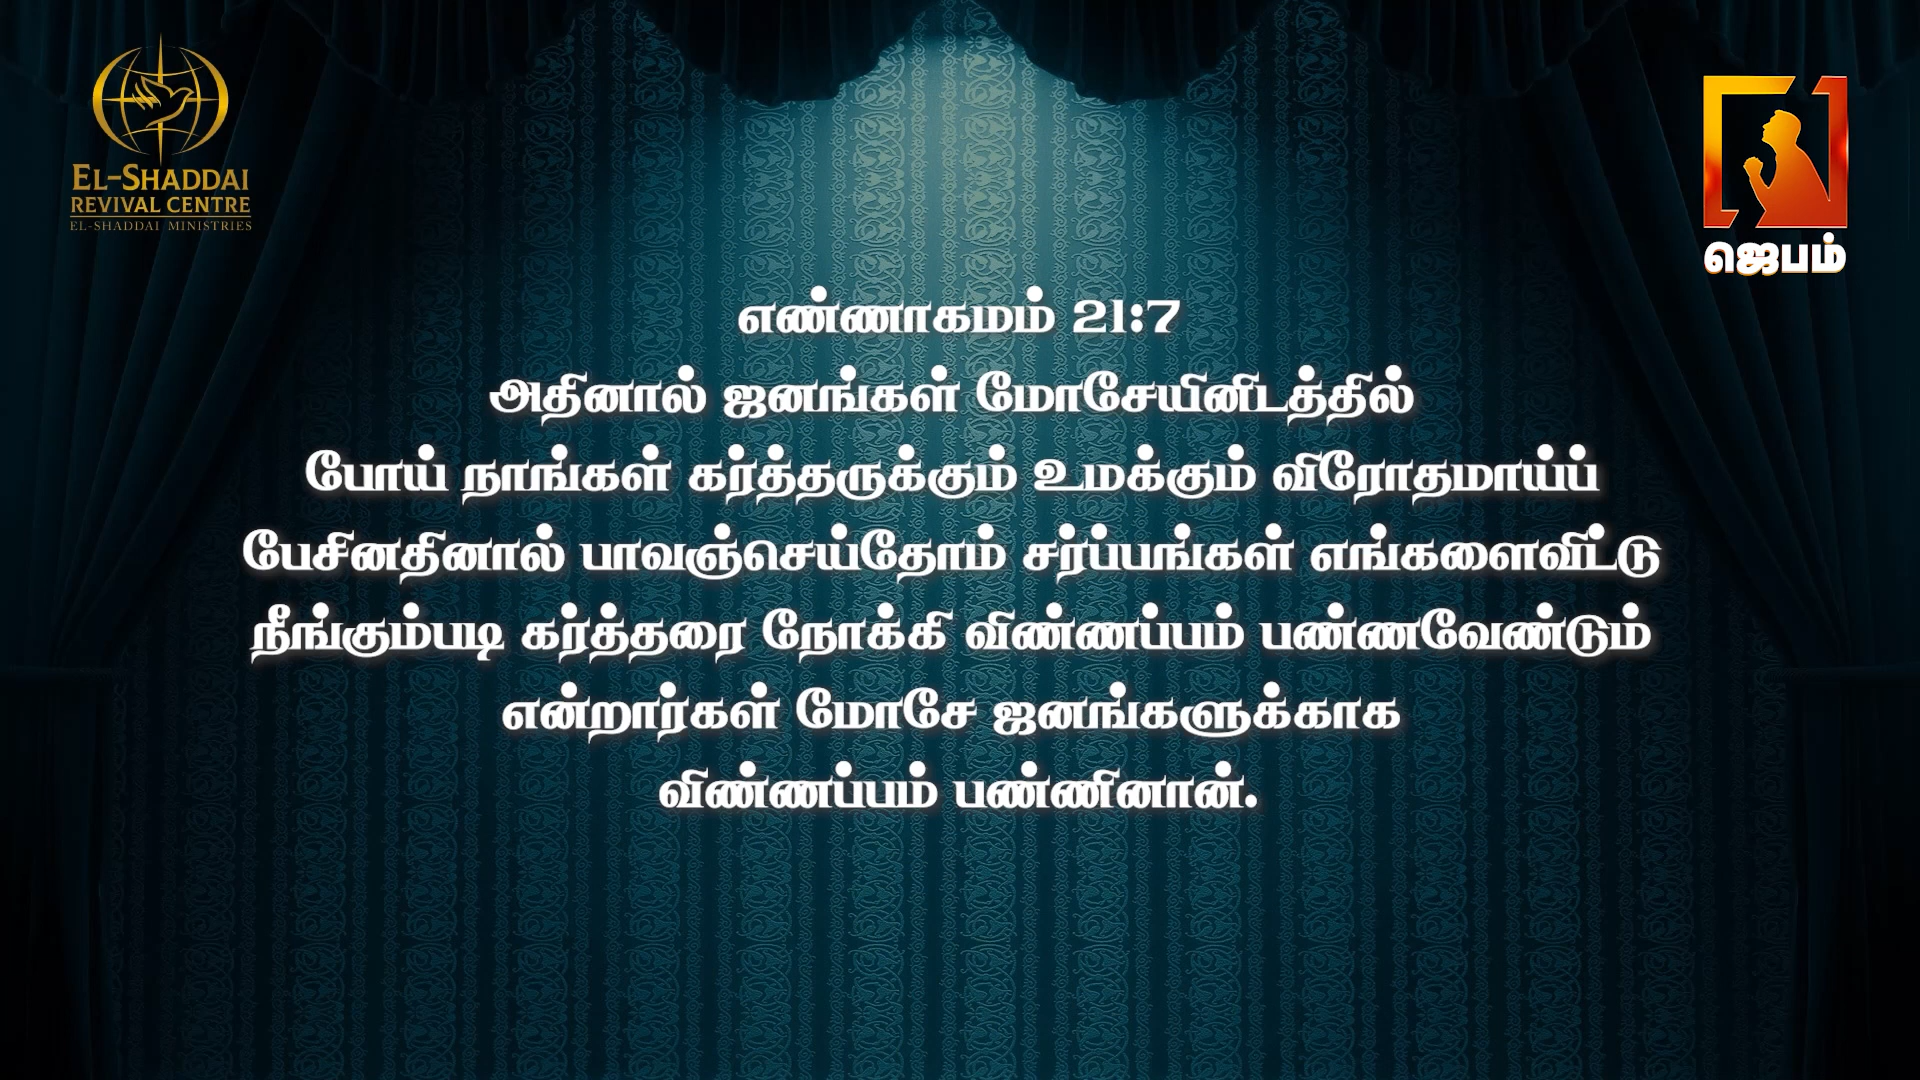 EL-SHADDAI
REVIVAL CENTRE
EL-SHADDAI MINISTRIES
ஜெபம்
எண்ணாகமம் 21:7
அதினால் ஜனங்கள் மோசேயினிடத்தில்
போய் நாங்கள் கர்த்தருக்கும் உமக்கும் விரோதமாய்ப்
பேசினதினால் பாவஞ்செய்தோம் சர்ப்பங்கள் எங்களைவிட்டு
நீங்கும்படி கர்த்தரை நோக்கி விண்ணப்பம் பண்ணவேண்டும்
என்றார்கள் மோசே ஜனங்களுக்காக
விண்ணப்பம் பண்ணினான்.